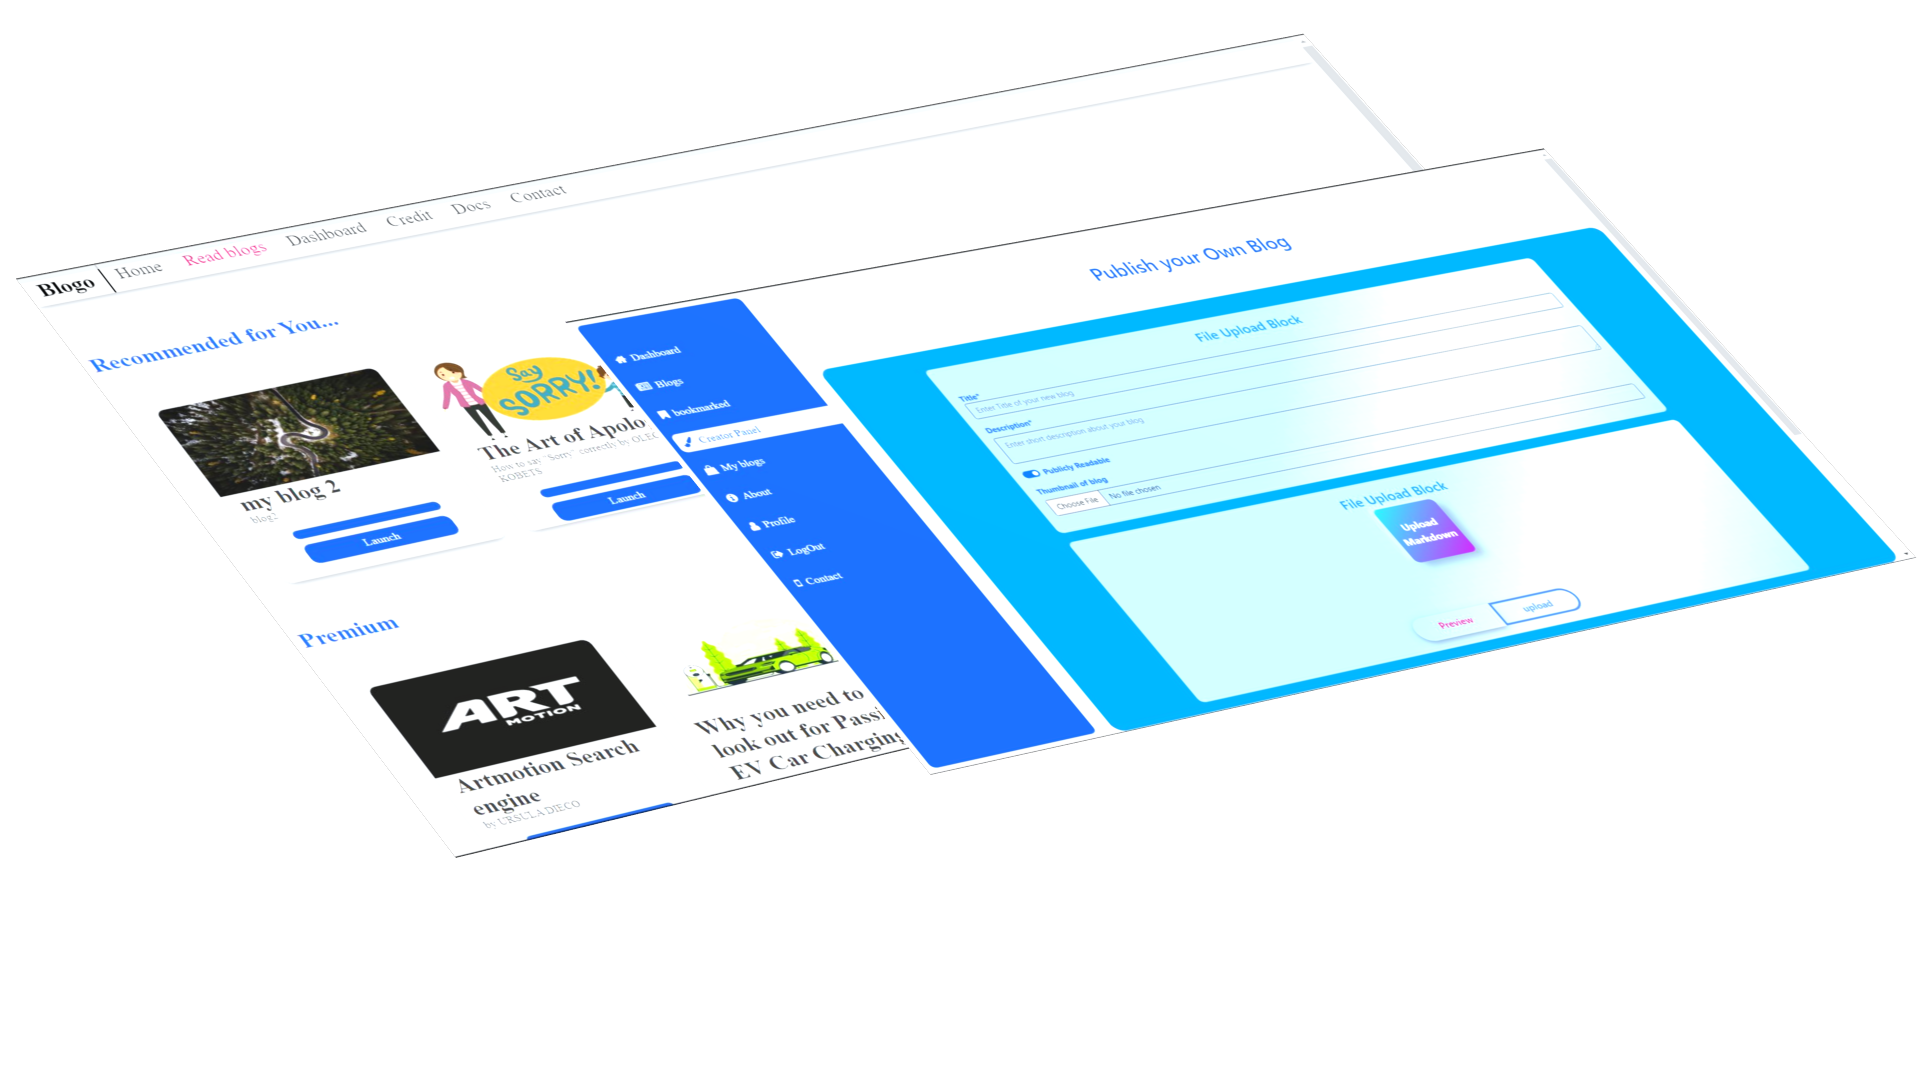 Blogo
Home
Read blogs
Dashboard
Credit
Docs
Contact
Recommended for You...
my blog 2
blog2
Launch
Say
SORRY!
The Art of Apolo
How to say "Sorry" correctly by OLEG
KOBETS
Launch
Premium
ART
MOTION
Artmotion Search
engine
by URSULA DIECO
Why you need to
look out for Passi
EV Car Charging
Dashboard
Blogs
bookmarked
Creator Panel
My blogs
About
Profile
LogOut
Contact
Publish your Own Blog
File Upload Block
Title*
Enter Title of your new blog
Description*
Enter short description about your blog
Publicly Readable
Thumbnail of blog
Choose File
No file chosen
File Upload Block
Upload
Markdown
Preview
upload